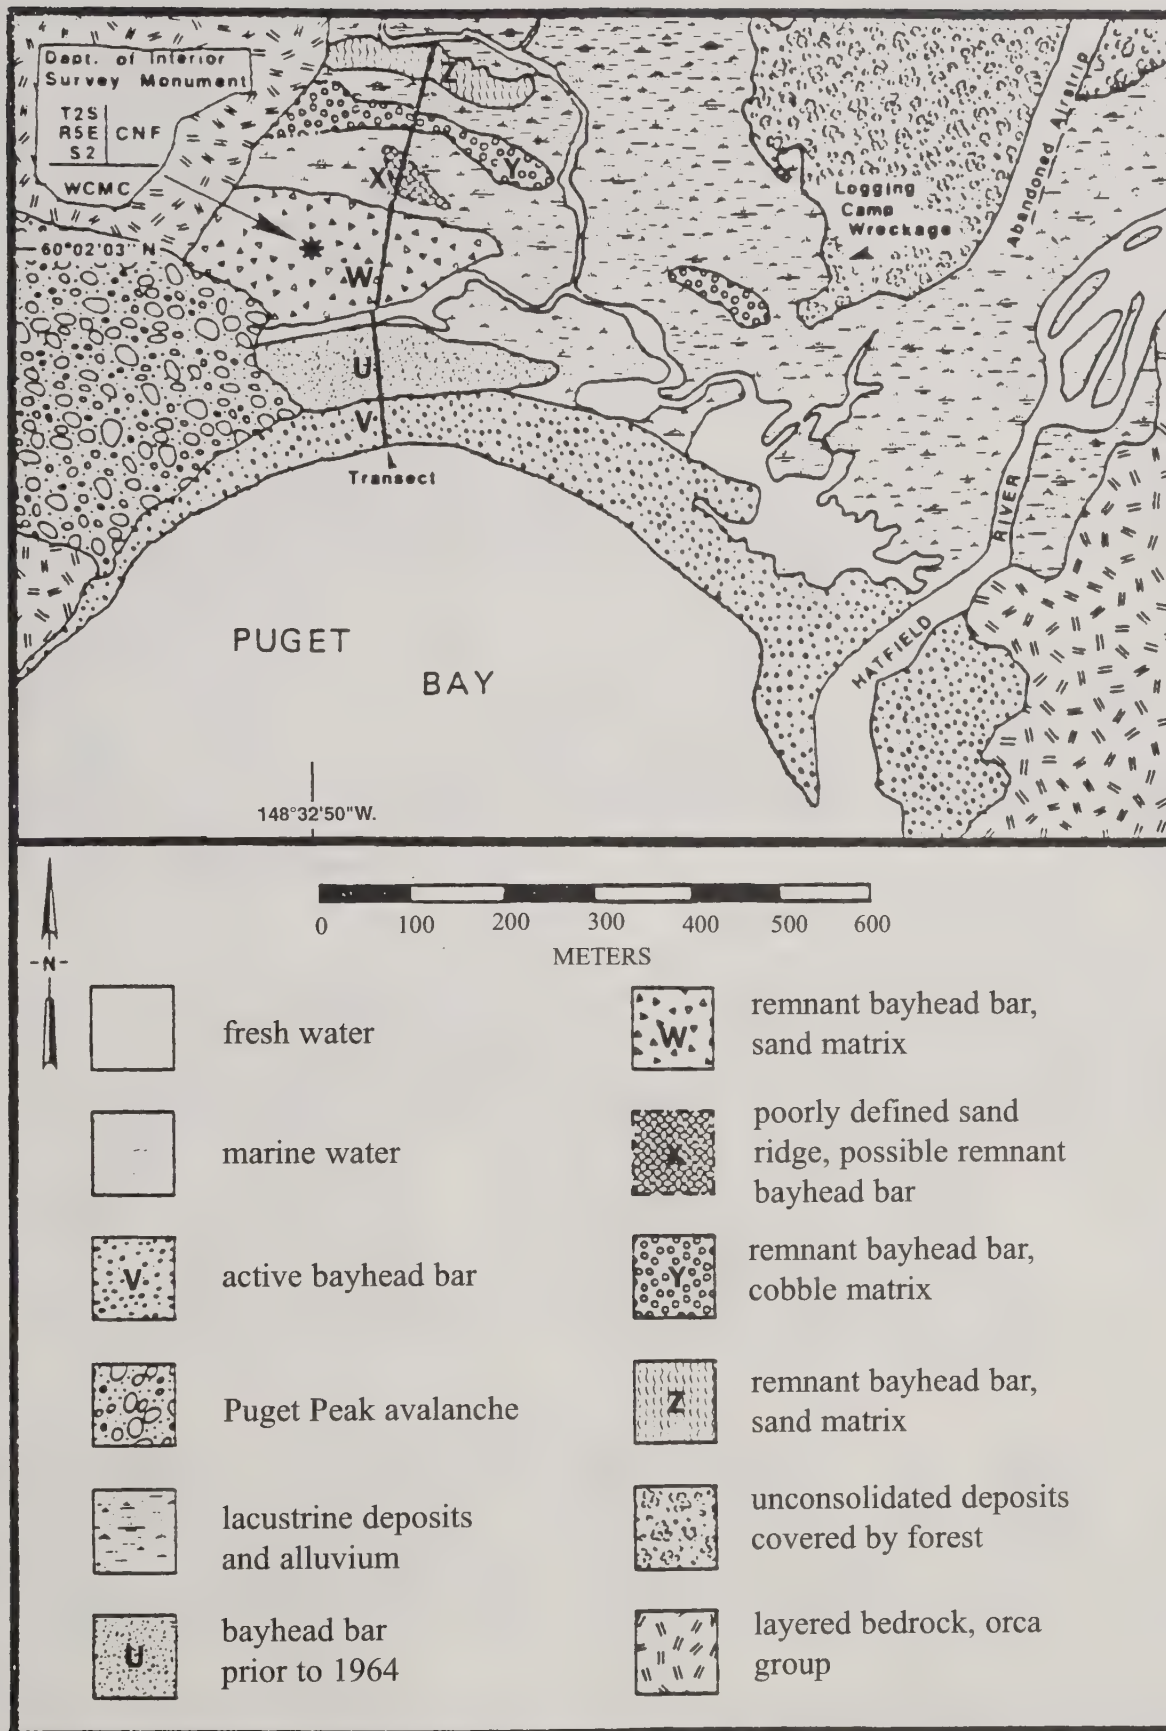 Dept. of Interior
Survey Monument
T2S
R5E CNF
S2
WCMC
60°02'03" N
Z
Y
X
W
U
V
Transect
Logging
Camp
Wreckage
Abandoned Airstrip
RIVER
HATFIELD
PUGET
BAY
148°32'50"W.
0 100 200 300 400 500 600
METERS
-N-
fresh water
marine water
V
active bayhead bar
Puget Peak avalanche
lacustrine deposits
and alluvium
U
bayhead bar
prior to 1964
W
remnant bayhead bar,
sand matrix
X
poorly defined sand
ridge, possible remnant
bayhead bar
Y
remnant bayhead bar,
cobble matrix
Z
remnant bayhead bar,
sand matrix
unconsolidated deposits
covered by forest
layered bedrock, orca
group